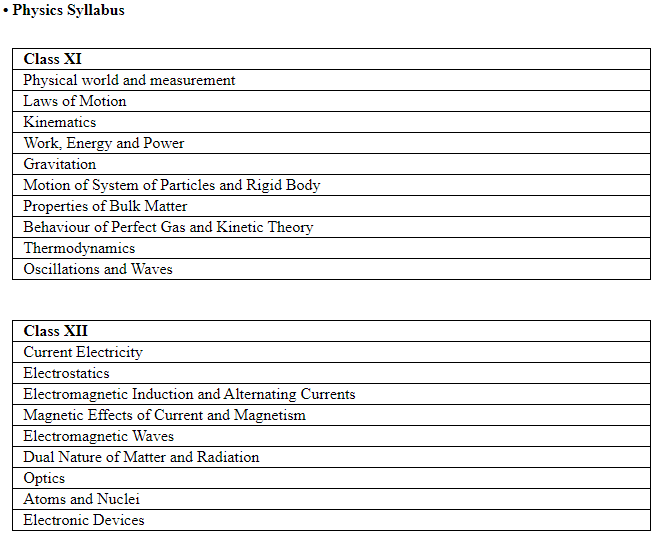 • Physics Syllabus
Class XI
Physical world and measurement
Laws of Motion
Kinematics
Work, Energy and Power
Gravitation
Motion of System of Particles and Rigid Body
Properties of Bulk Matter
Behaviour of Perfect Gas and Kinetic Theory
Thermodynamics
Oscillations and Waves
Class XII
Current Electricity
Electrostatics
Electromagnetic Induction and Alternating Currents
Magnetic Effects of Current and Magnetism
Electromagnetic Waves
Dual Nature of Matter and Radiation
Optics
Atoms and Nuclei
Electronic Devices